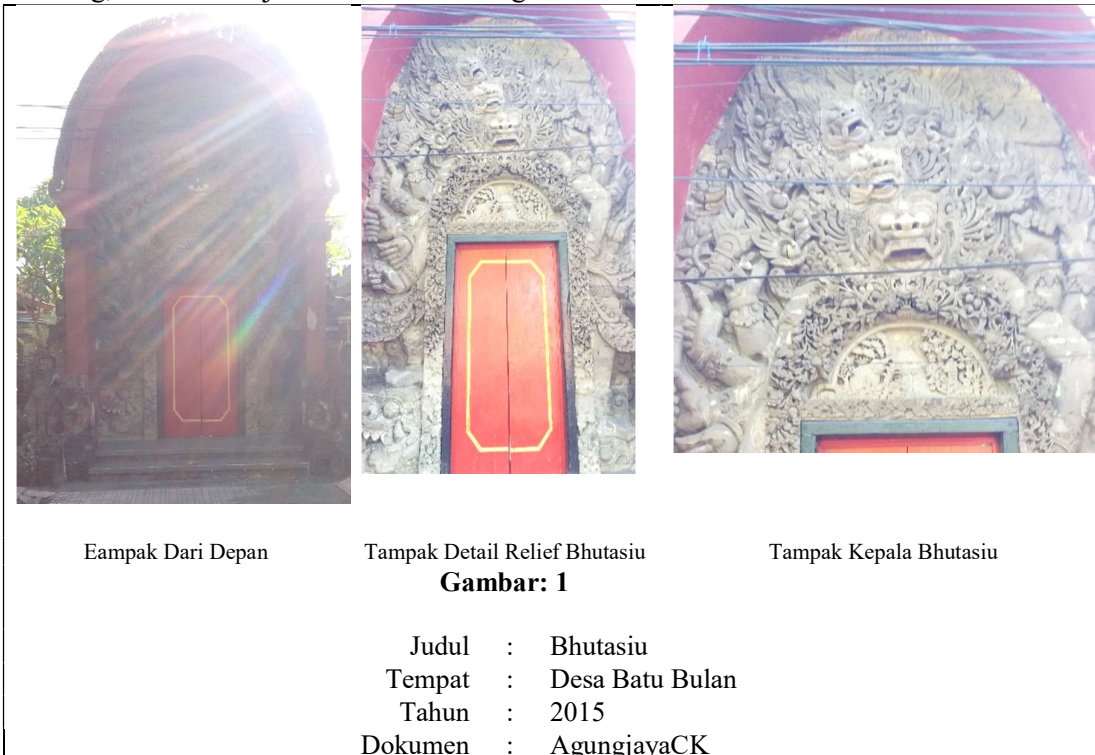 Eampak Dari Depan Tampak Detail Relief Bhutasiu Tampak Kepala Bhutasiu
Gambar: 1
Judul : Bhutasiu
Tempat : Desa Batu Bulan
Tahun : 2015
Dokumen : AgungjayaCK